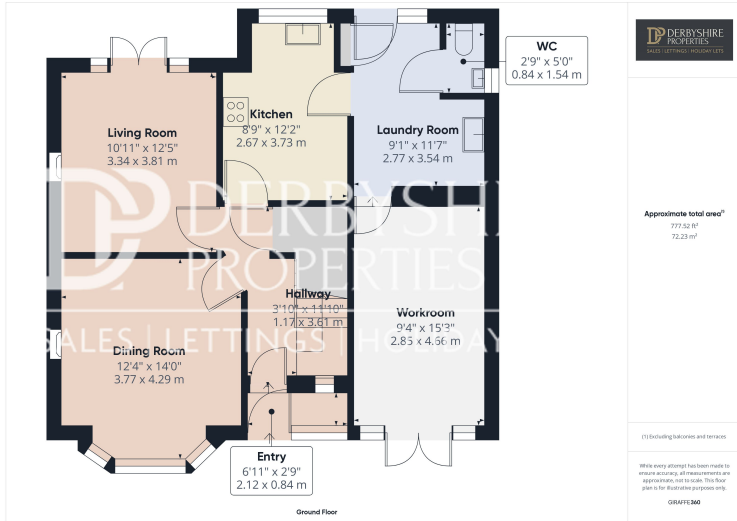 WC
2'9" x 5'0"
0.84 x 1.54 m
Kitchen
8'9" x 12'2"
2.67 x 3.73 m
Living Room
10'11" x 12'5"
3.34 x 3.81 m
Laundry Room
9'1" x 11'7"
2.77 x 3.54 m
Hallway
3'10" x 11'10"
1.17 x 3.61 m
Workroom
9'4" x 15'3"
2.85 x 4.66 m
Dining Room
12'4" x 14'0"
3.77 x 4.29 m
Entry
6'11" x 2'9"
2.12 x 0.84 m
Ground Floor
DERBYSHIRE
PROPERTIES
SALES | LETTINGS | HOLIDAY
DERBYSHIRE
PROPERTIES
SALES | LETTINGS | HOLIDAY LETS
Approximate total area⁽¹⁾
777.52 ft²
72.23 m²
(1) Excluding balconies and terraces
While every attempt has been made to
ensure accuracy, all measurements are
approximate, not to scale. This floor
plan is for illustrative purposes only.
GIRAFFE360